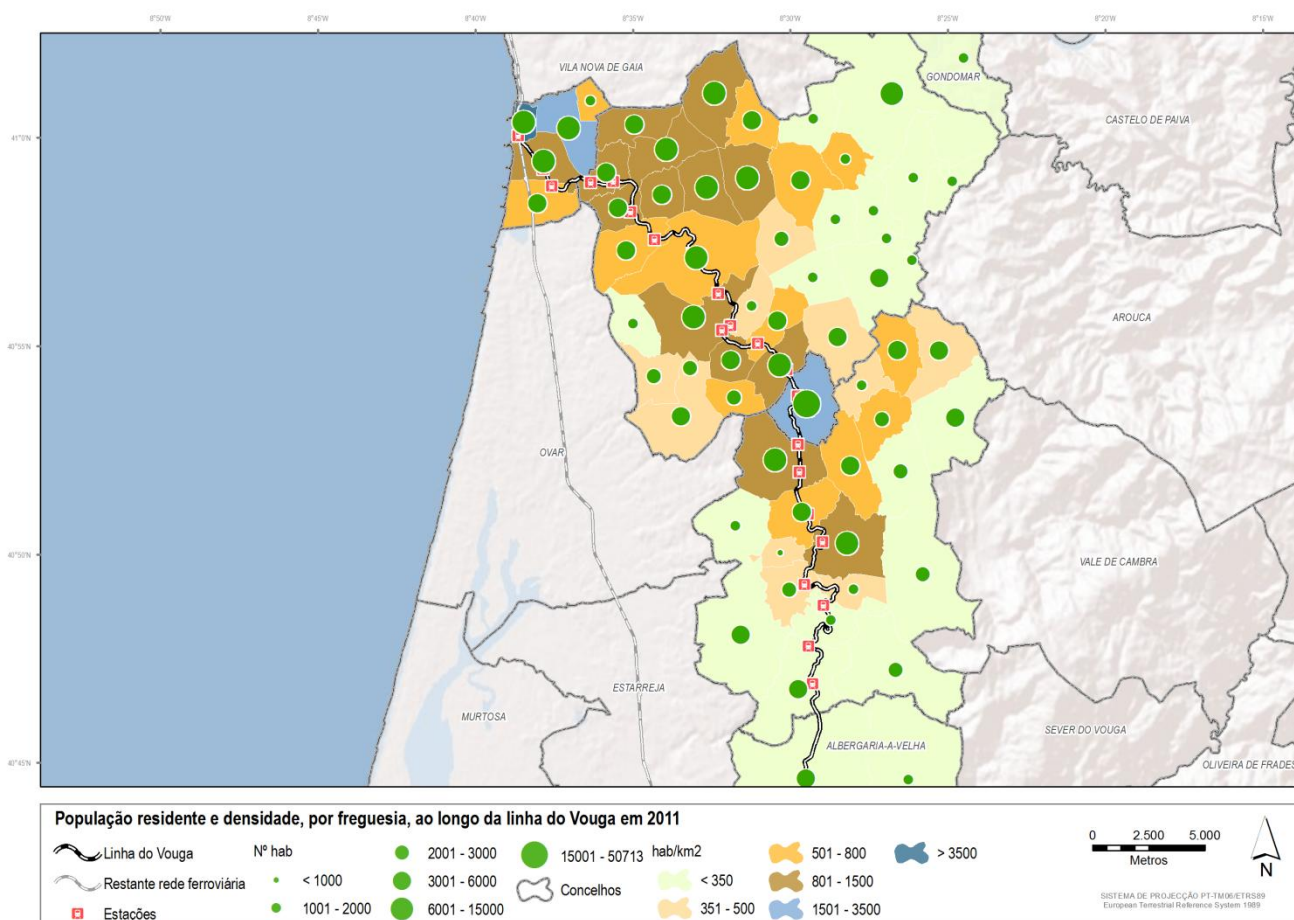 8°50'W 8°40'W 8°35'W 8°30'W 8°25'W 8°20'W 8°15'W
VILA NOVA DE GAIA
GONDOMAR
CASTELO DE PAIVA
41°0'N
AROUCA
40°55'N
OVAR
40°50'N
VALE DE CAMBRA
ESTARREJA
MURTOSA
SEVER DO VOUGA
ALBERGARIA-A-VELHA
40°45'N
OLIVEIRA DE FRADES
População residente e densidade, por freguesia, ao longo da linha do Vouga em 2011
Linha do Vouga
Restante rede ferroviária
Estações
Nº hab
< 1000
1001 - 2000
2001 - 3000
3001 - 6000
6001 - 15000
15001 - 50713
Concelhos
hab/km2
< 350
351 - 500
501 - 800
801 - 1500
1501 - 3500
> 3500
0 2.500 5.000
Metros
N
SISTEMA DE PROJECÇÃO PT-TM06/ETRS89
European Terrestrial Reference System 1989